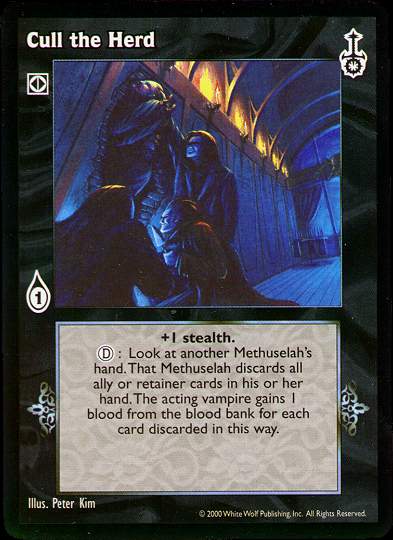 Cull the Herd
1
+1 stealth.
D : Look at another Methuselah's
hand. That Methuselah discards all
ally or retainer cards in his or her
hand. The acting vampire gains 1
blood from the blood bank for each
card discarded in this way.
Illus. Peter Kim
© 2000 White Wolf Publishing, Inc. All Rights Reserved.